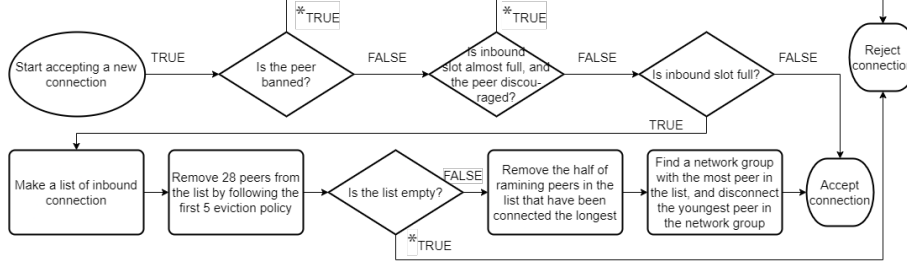 *TRUE
*TRUE
Start accepting a new
connection
TRUE
Is the peer
banned?
FALSE
Is inbound
slot almost full, and
the peer discou-
raged?
FALSE
Is inbound slot full?
FALSE
Reject
connection
TRUE
Make a list of inbound
connection
Remove 28 peers from
the list by following the
first 5 eviction policy
Is the list empty?
FALSE
Remove the half of
ramining peers in the
list that have been
connected the longest
Find a network group
with the most peer in
the list, and disconnect
the youngest peer in
the network group
Accept
connection
*TRUE